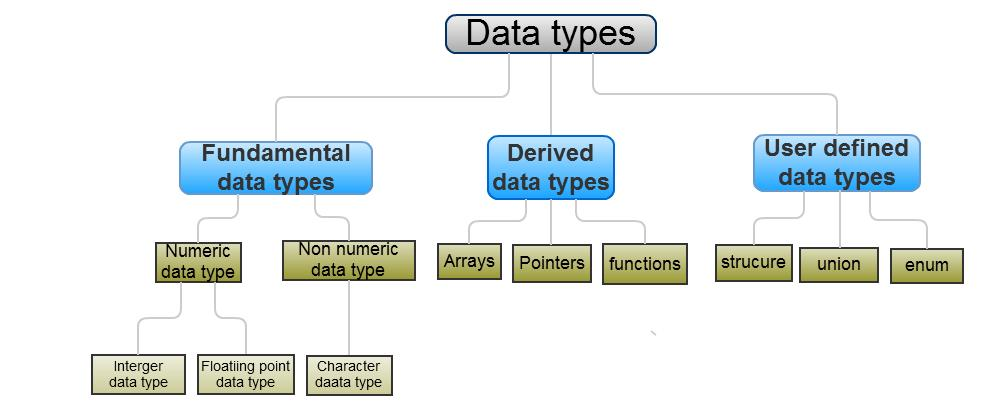 Data types
Fundamental
data types
Derived
data types
User defined
data types
Numeric
data type
Non numeric
data type
Arrays
Pointers
functions
strucure
union
enum
Interger
data type
Floatiing point
data type
Character
daata type